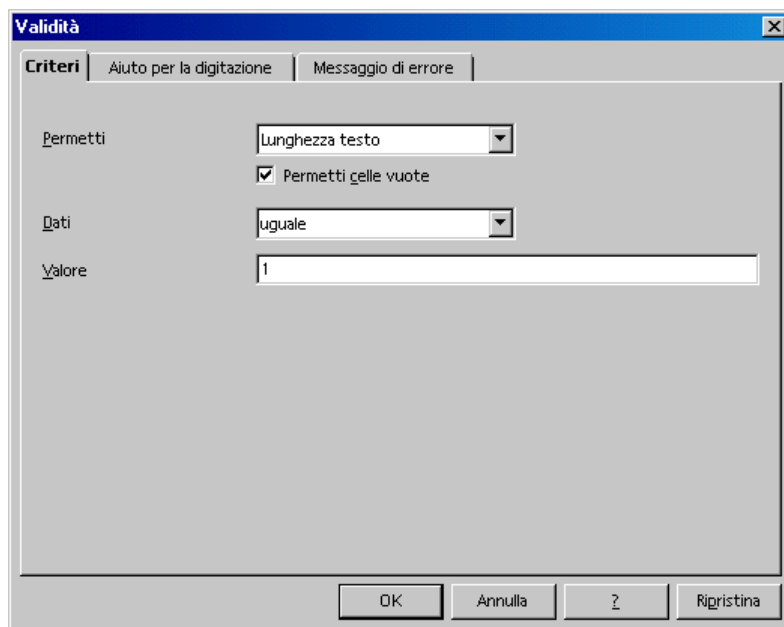 Validità
Criteri Aiuto per la digitazione Messaggio di errore
Permetti Lunghezza testo
Permetti celle vuote
Dati uguale
Valore 1
OK Annulla ? Ripristina